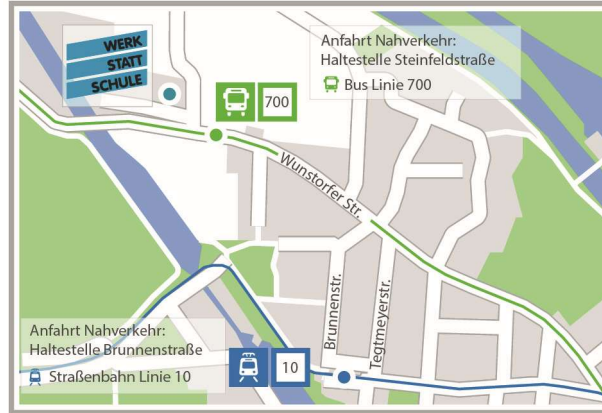 WERK
STATT
SCHULE
Anfahrt Nahverkehr:
Haltestelle Steinfeldstraße
Bus Linie 700
700
Wunstorfer Str.
Brunnenstr.
Tegtmeyerstr.
Anfahrt Nahverkehr:
Haltestelle Brunnenstraße
Straßenbahn Linie 10
10